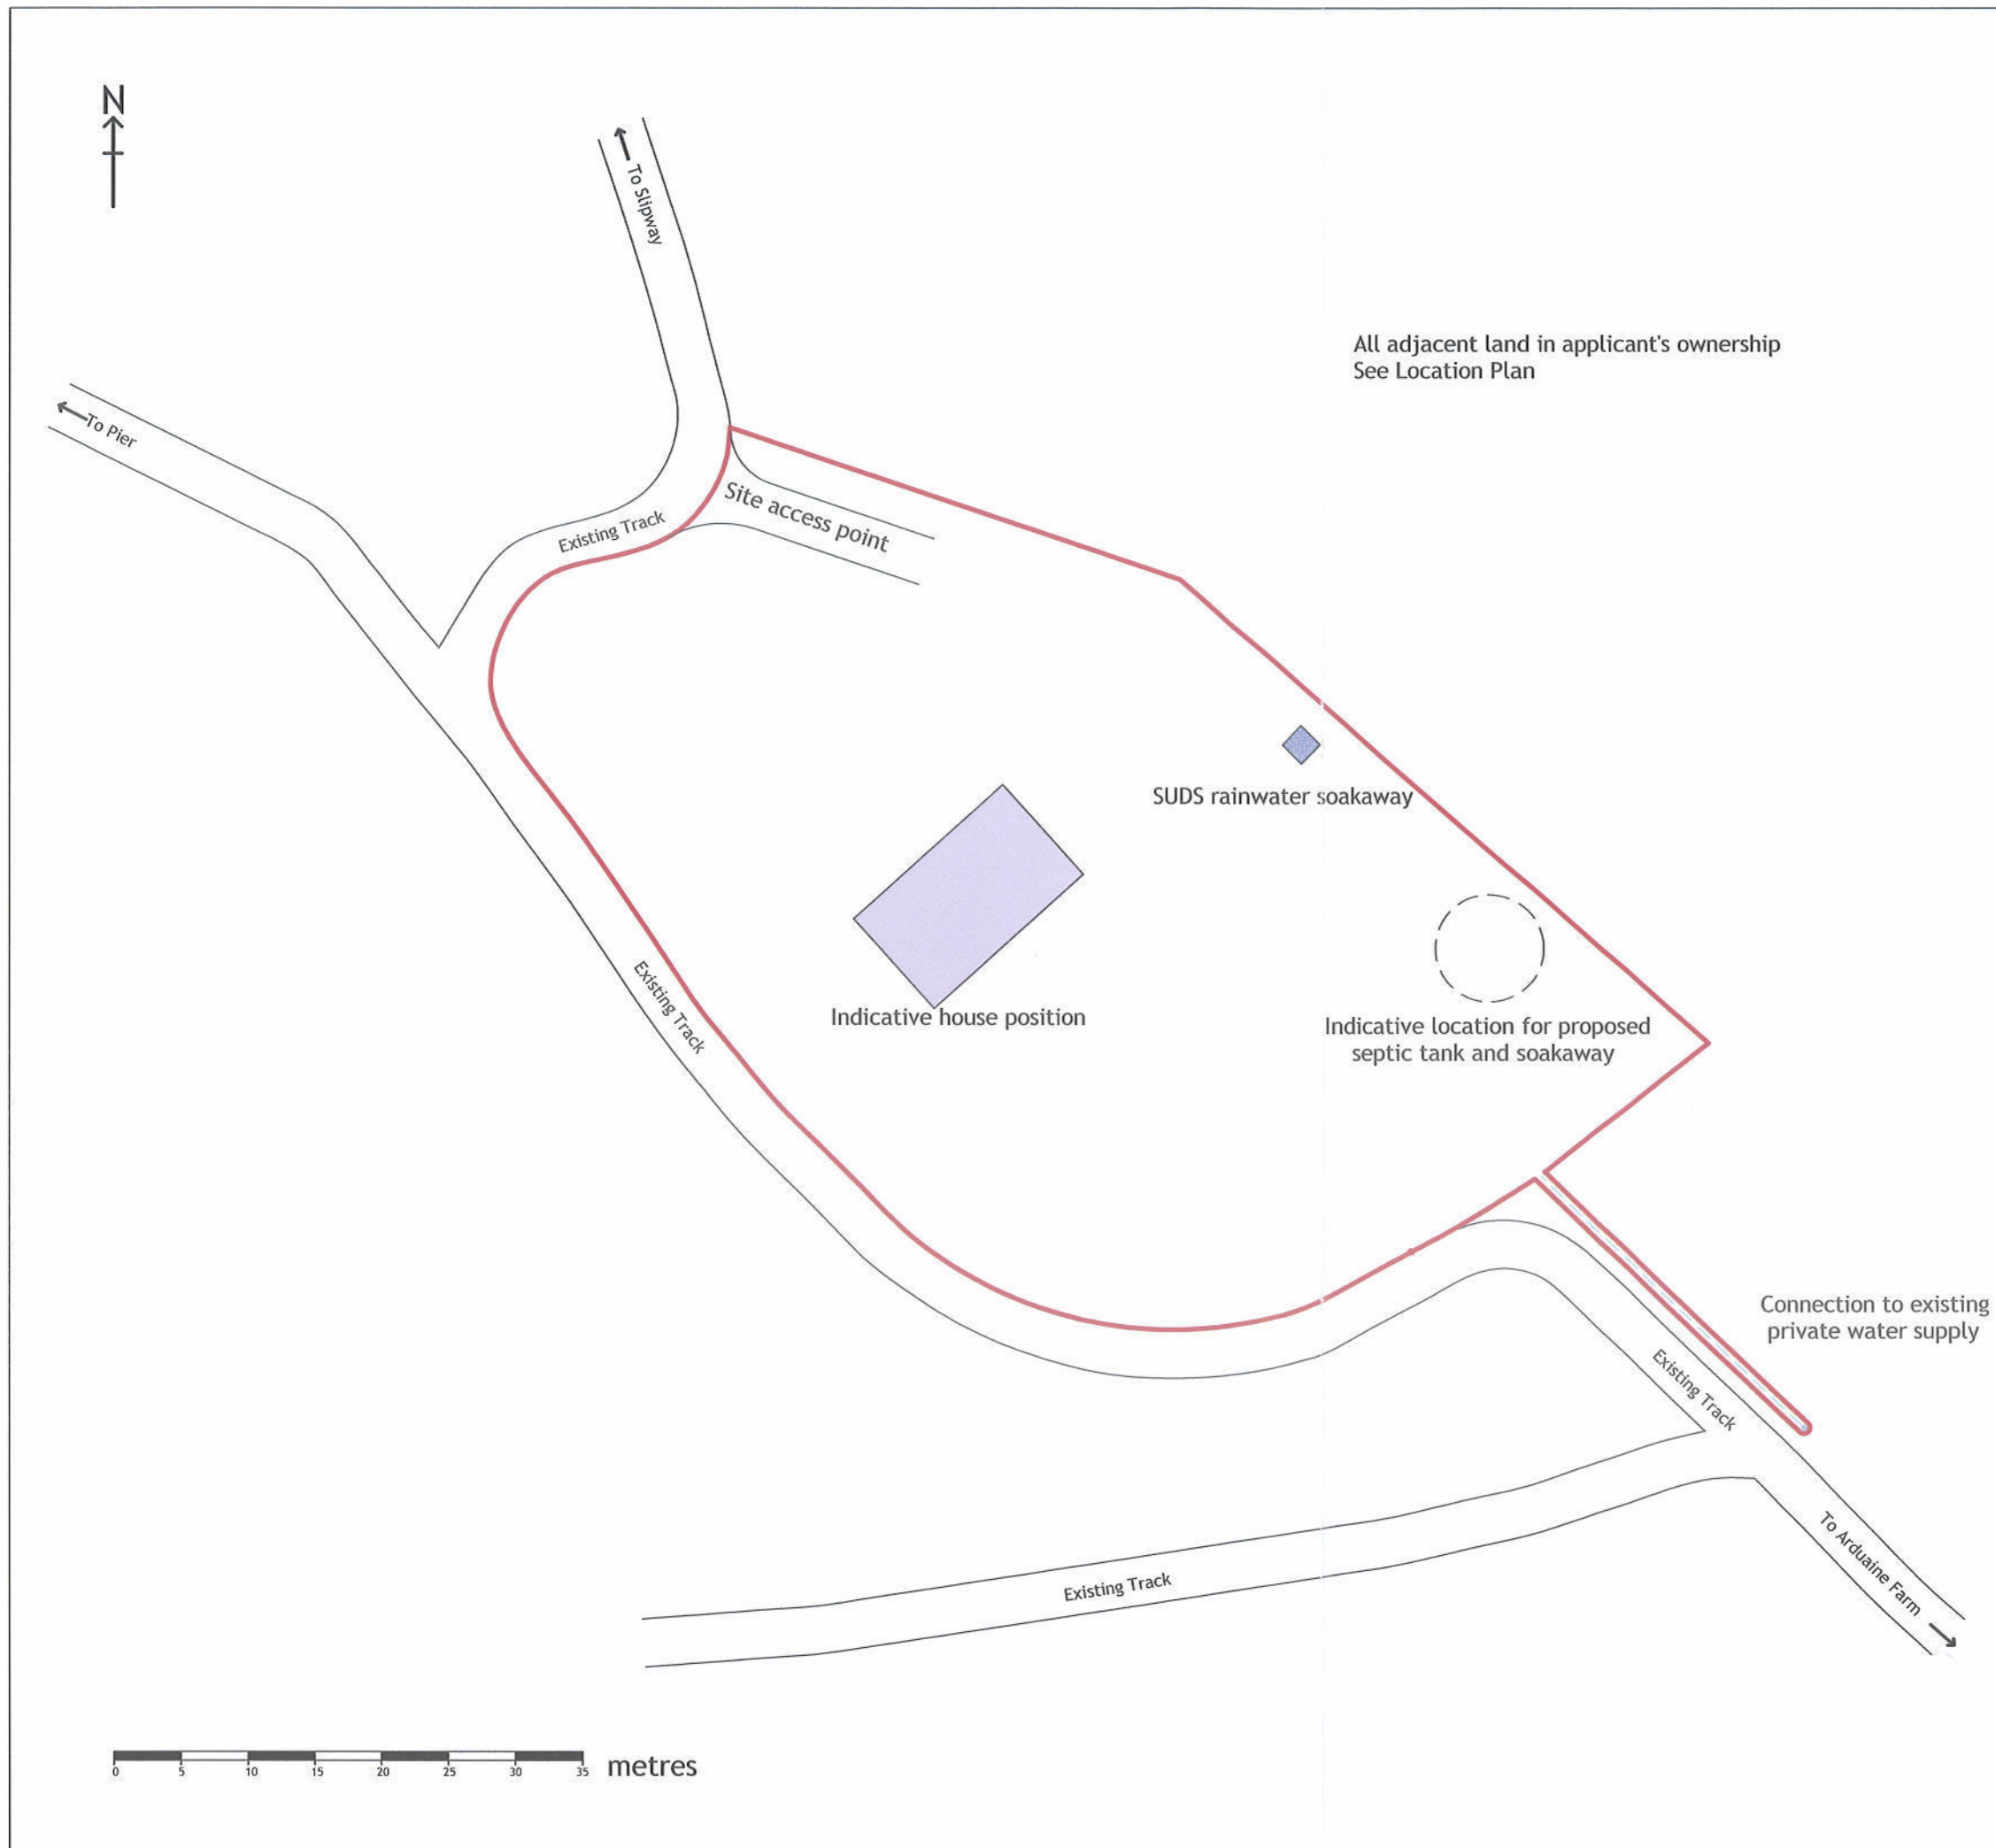 N
To Slipway
All adjacent land in applicant's ownership
See Location Plan
To Pier
Site access point
Existing Track
SUDS rainwater soakaway
Existing Track
Indicative house position
Indicative location for proposed
septic tank and soakaway
Connection to existing
private water supply
Existing Track
To Arduaine Farm
Existing Track
0 5 10 15 20 25 30 35 metres